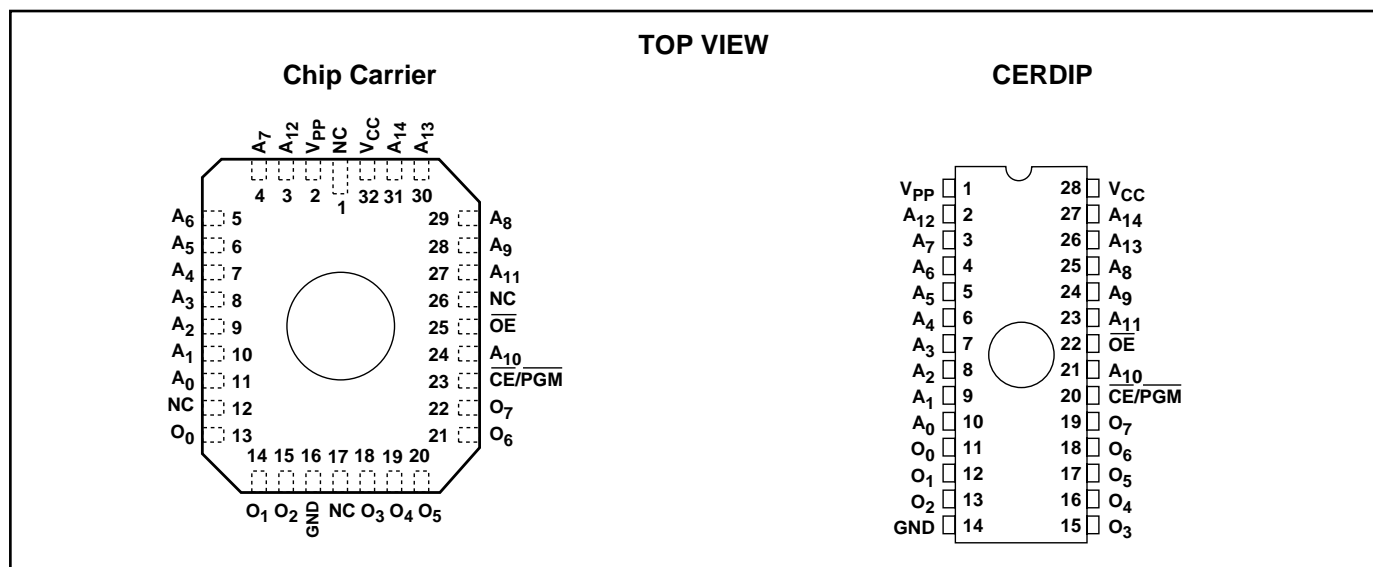 TOP VIEW
Chip Carrier
A7 A12 VPP NC VCC A14 A13
4 3 2 1 32 31 30
A6 5 29 A8
A5 6 28 A9
A4 7 27 A11
A3 8 26 NC
A2 9 25 O̅E̅
A1 10 24 A10
A0 11 23 C̅E̅/P̅G̅M̅
NC 12 22 O7
O0 13 21 O6
14 15 16 17 18 19 20
O1 O2 GND NC O3 O4 O5
CERDIP
VPP 1 28 VCC
A12 2 27 A14
A7 3 26 A13
A6 4 25 A8
A5 5 24 A9
A4 6 23 A11
A3 7 22 O̅E̅
A2 8 21 A10
A1 9 20 C̅E̅/P̅G̅M̅
A0 10 19 O7
O0 11 18 O6
O1 12 17 O5
O2 13 16 O4
GND 14 15 O3